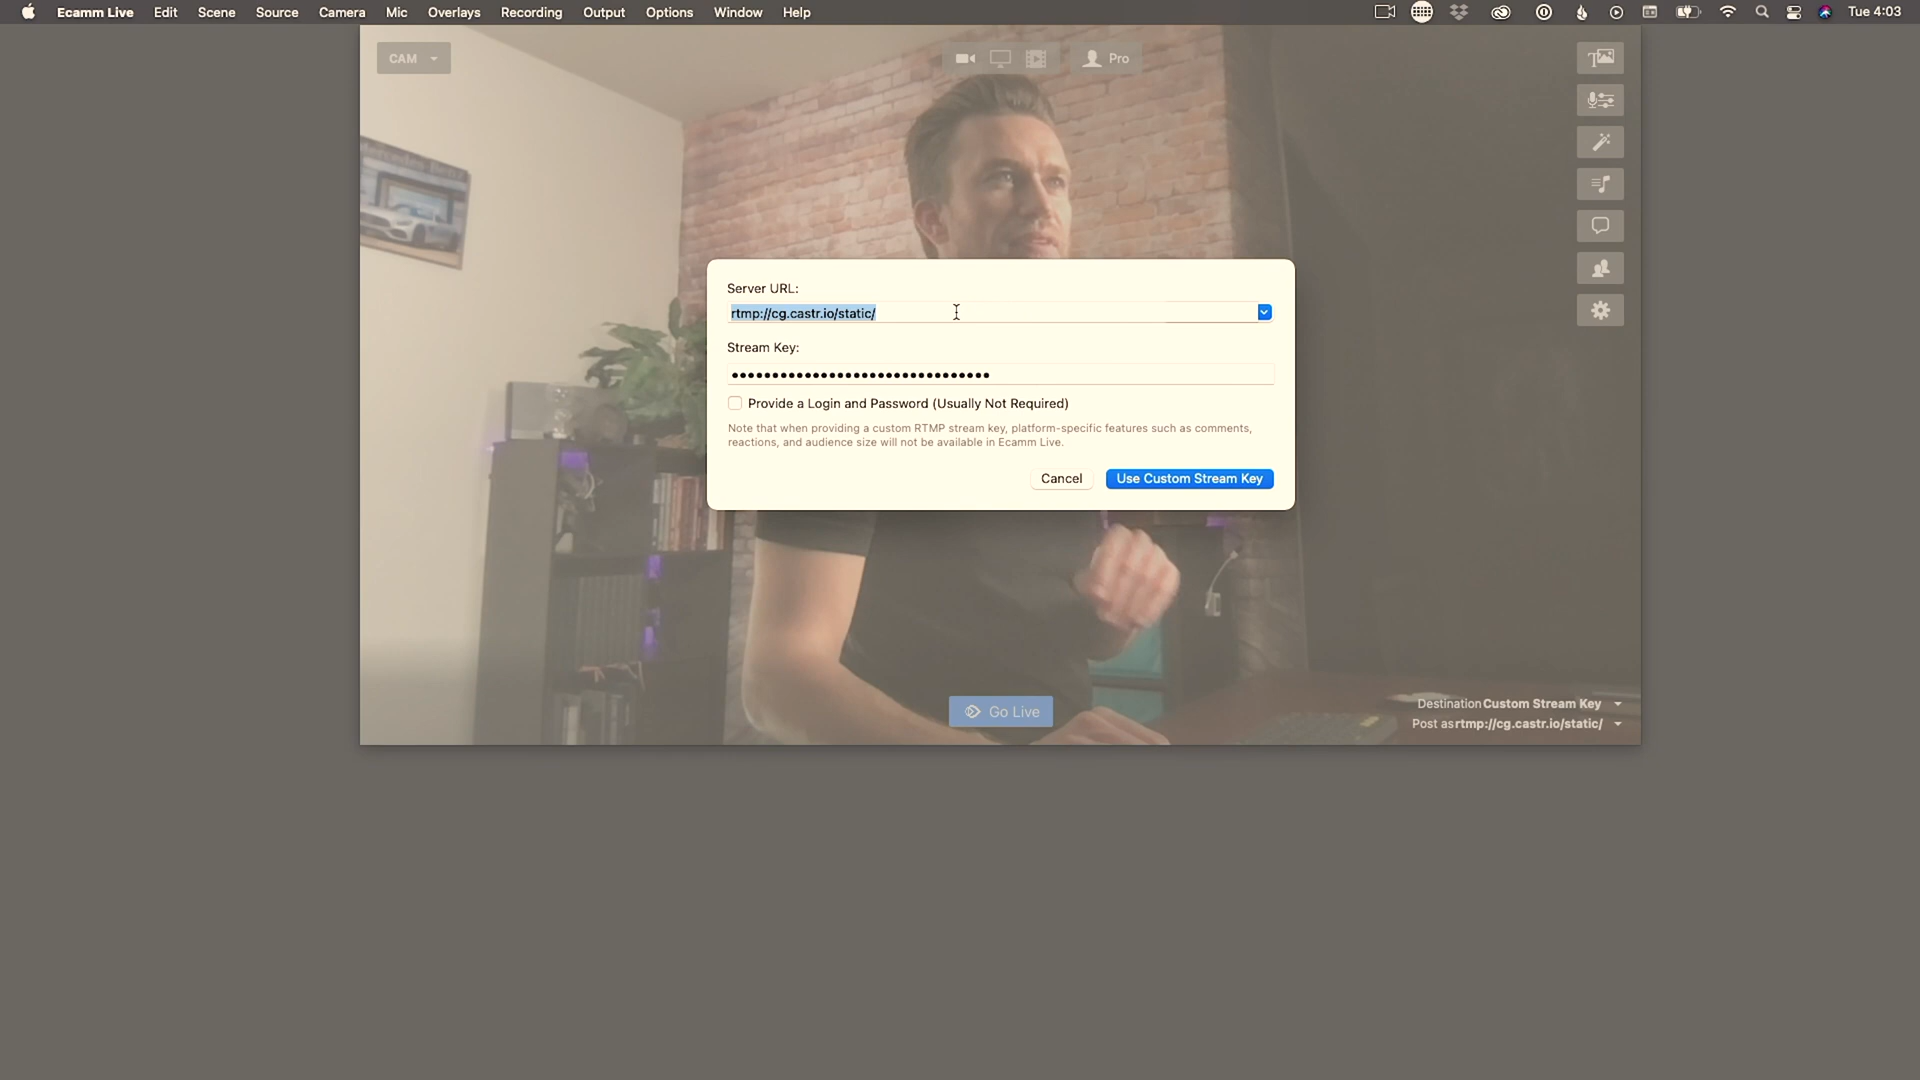 Ecamm Live Edit Scene Source Camera Mic Overlays Recording Output Options Window Help Tue 4:03
CAM
Pro
Server URL:
rtmp://cg.castr.io/static/
Stream Key:
•••••••••••••••••••••••••••••••
Provide a Login and Password (Usually Not Required)
Note that when providing a custom RTMP stream key, platform-specific features such as comments,
reactions, and audience size will not be available in Ecamm Live.
Cancel Use Custom Stream Key
Go Live
Destination Custom Stream Key
Post as rtmp://cg.castr.io/static/